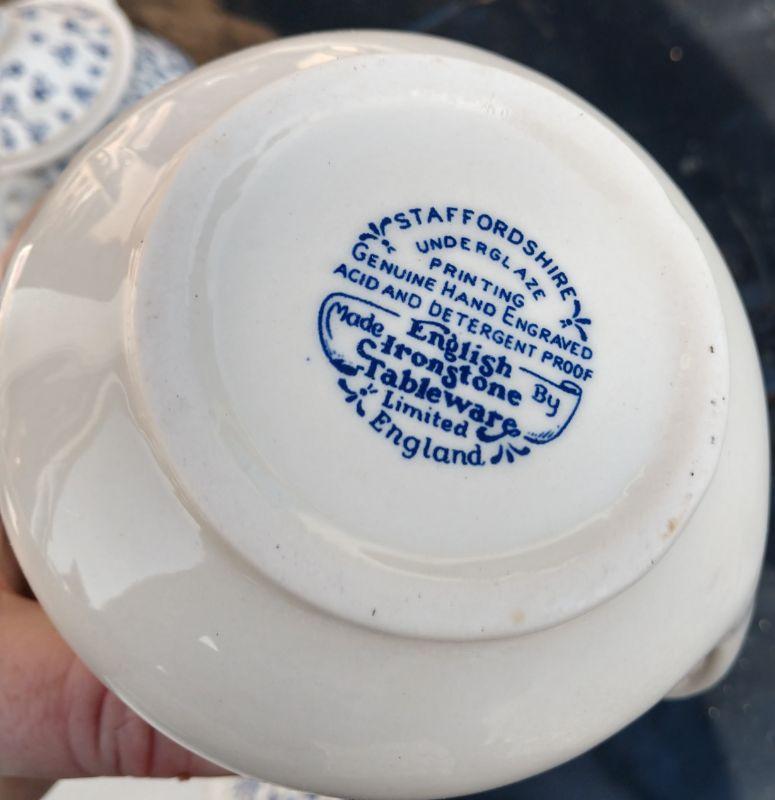 STAFFORDSHIRE
UNDERGLAZE
PRINTING
GENUINE HAND ENGRAVED
ACID AND DETERGENT PROOF
Made English By
Ironstone
Tableware
Limited
England